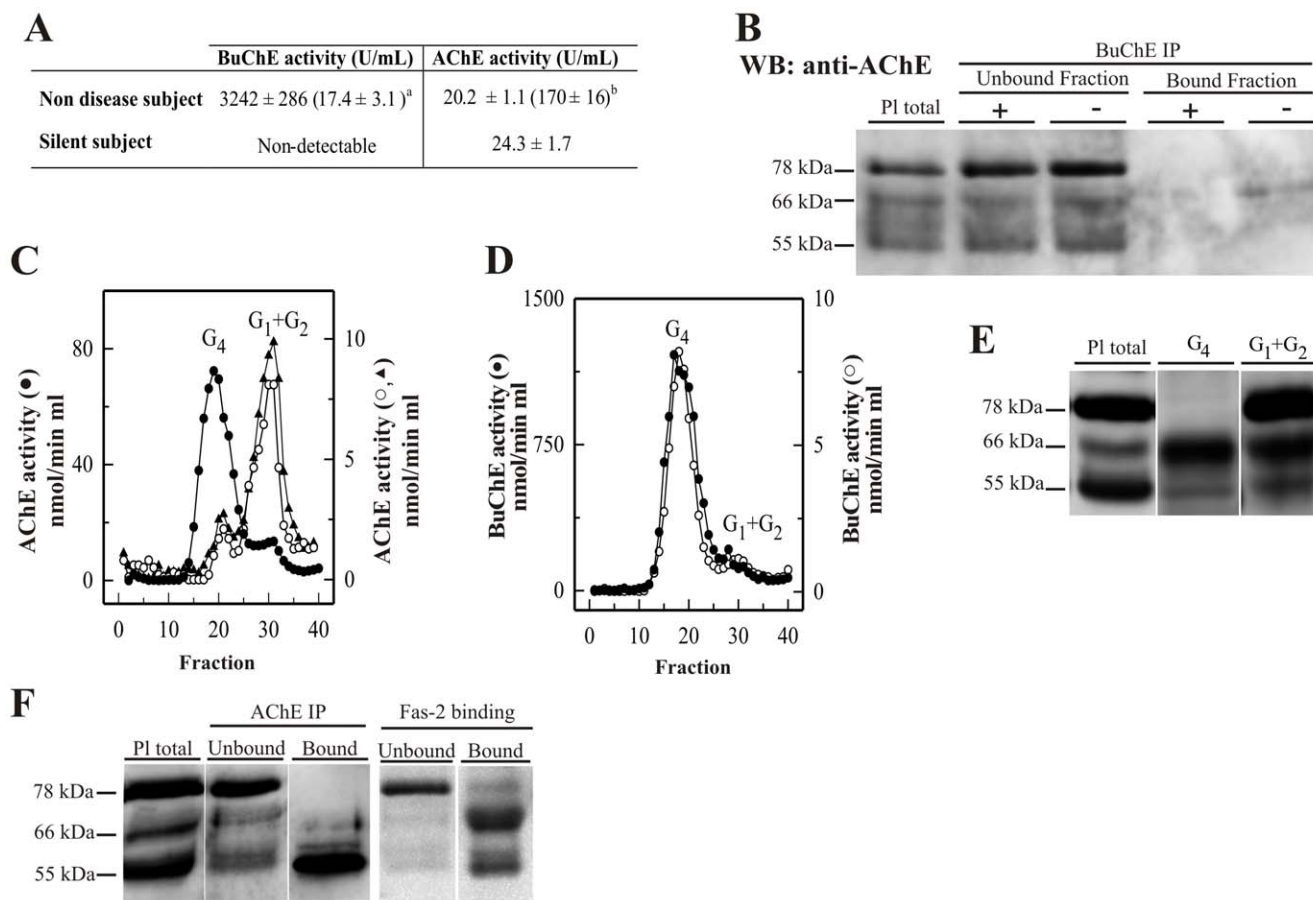 A
BuChE activity (U/mL) AChE activity (U/mL)
Non disease subject 3242 ± 286 (17.4 ± 3.1)ᵃ 20.2 ± 1.1 (170 ± 16)ᵇ
Silent subject Non-detectable 24.3 ± 1.7
B
WB: anti-AChE
BuChE IP
Unbound Fraction Bound Fraction
Pl total + - + -
78 kDa
66 kDa
55 kDa
C
G₄
G₁+G₂
80
40
0
10
5
0
AChE activity (●)
nmol/min ml
AChE activity (○,▲)
nmol/min ml
0 10 20 30 40
Fraction
D
G₄
G₁+G₂
1500
750
0
10
5
0
BuChE activity (●)
nmol/min ml
BuChE activity (○)
nmol/min ml
0 10 20 30 40
Fraction
E
Pl total G₄ G₁+G₂
78 kDa
66 kDa
55 kDa
F
AChE IP Fas-2 binding
Pl total Unbound Bound Unbound Bound
78 kDa
66 kDa
55 kDa